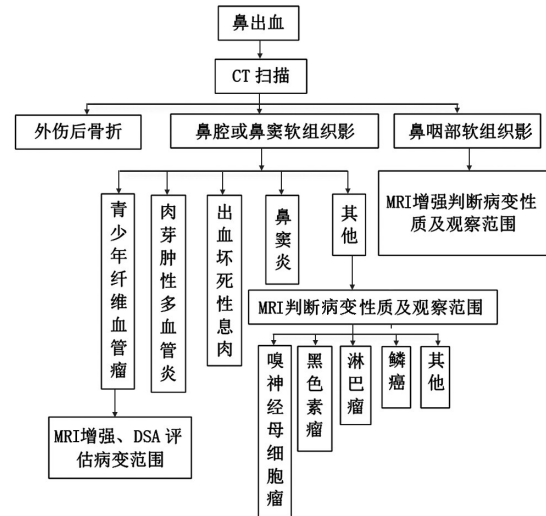 鼻出血
CT 扫描
外伤后骨折
鼻腔或鼻窦软组织影
鼻咽部软组织影
青少年纤维血管瘤
肉芽肿性多血管炎
出血坏死性息肉
鼻窦炎
其他
MRI增强判断病变性
质及观察范围
MRI判断病变性质及观察范围
嗅神经母细胞瘤
黑色素瘤
淋巴瘤
鳞癌
其他
MRI增强、DSA 评
估病变范围